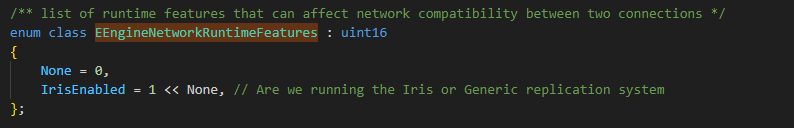 /** list of runtime features that can affect network compatibility between two connections */
enum class EEngineNetworkRuntimeFeatures : uint16
{
    None = 0,
    IrisEnabled = 1 << None, // Are we running the Iris or Generic replication system
};